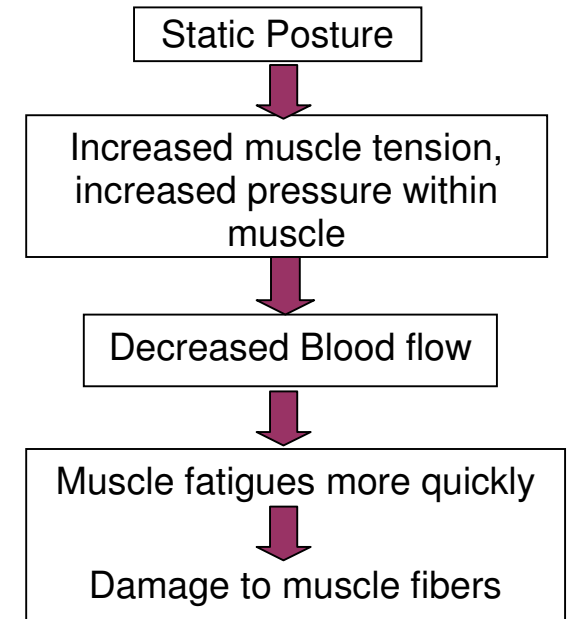 Static Posture
Increased muscle tension,
increased pressure within
muscle
Decreased Blood flow
Muscle fatigues more quickly
Damage to muscle fibers